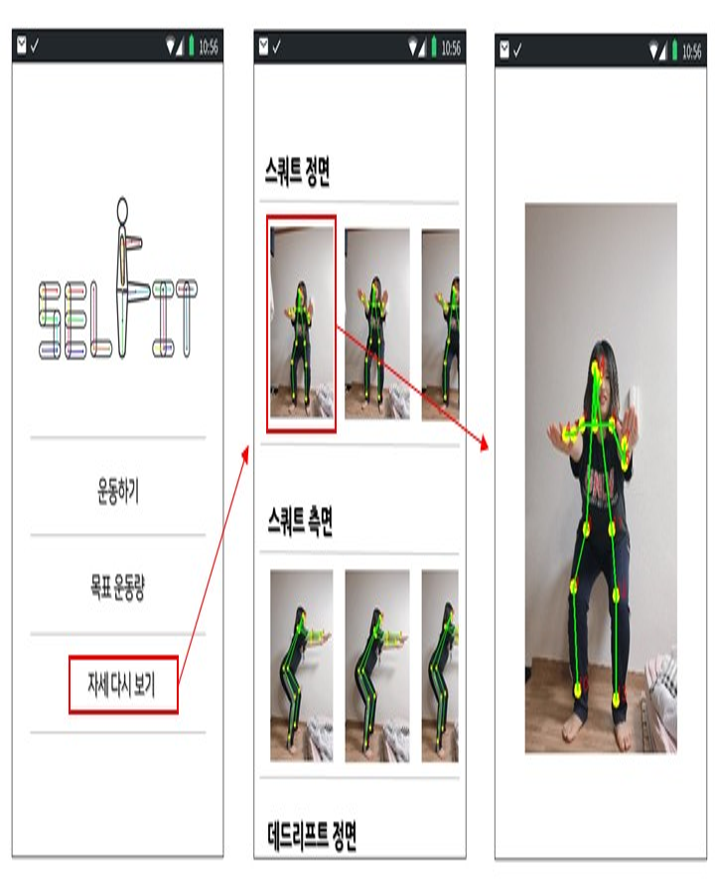 10:56
SELFIT
운동하기
목표 운동량
자세 다시 보기
10:56
스쿼트 정면
스쿼트 측면
데드리프트 정면
10:56